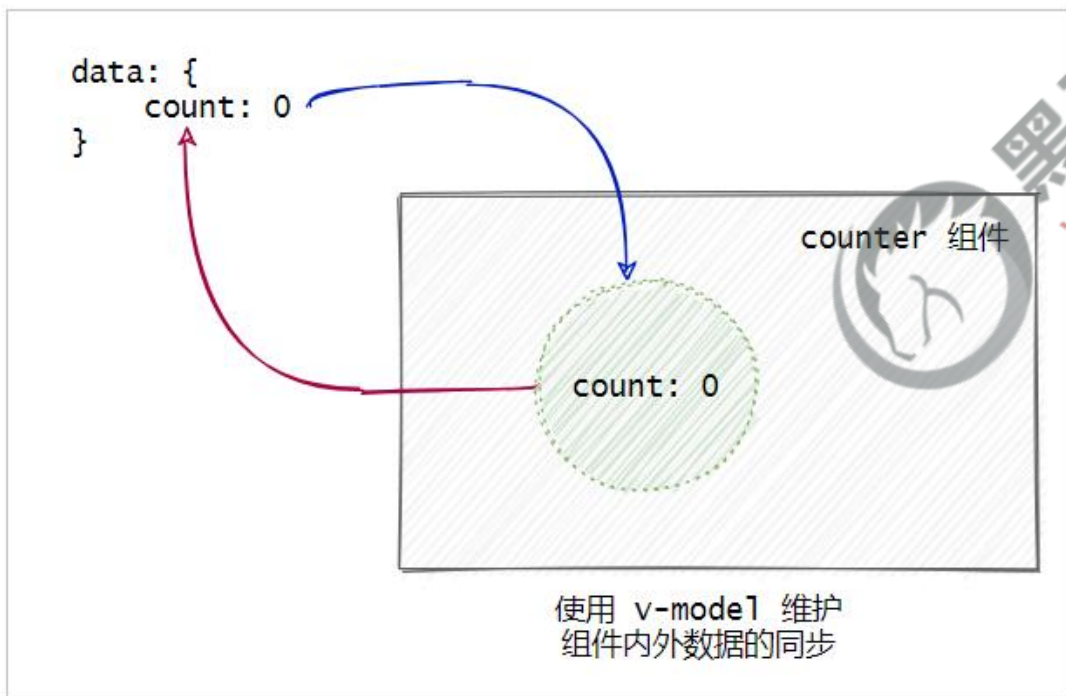 data: {
    count: 0
}
counter 组件
count: 0
使用 v-model 维护
组件内外数据的同步
黑